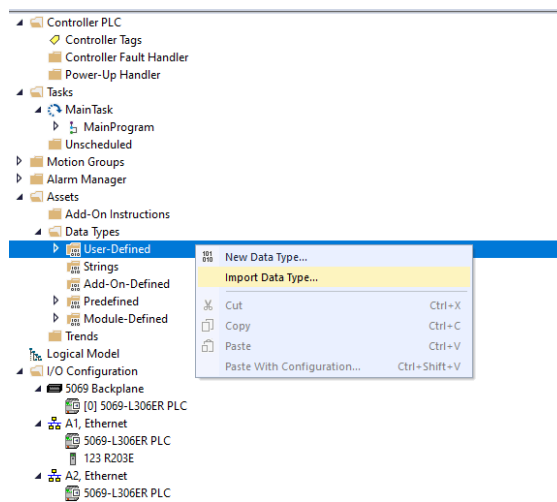 Controller PLC
Controller Tags
Controller Fault Handler
Power-Up Handler
Tasks
MainTask
MainProgram
Unscheduled
Motion Groups
Alarm Manager
Assets
Add-On Instructions
Data Types
User-Defined
New Data Type...
Strings
Import Data Type...
Add-On-Defined
Predefined
Cut Ctrl+X
Module-Defined
Copy Ctrl+C
Trends
Paste Ctrl+V
Logical Model
Paste With Configuration... Ctrl+Shift+V
I/O Configuration
5069 Backplane
[0] 5069-L306ER PLC
A1, Ethernet
5069-L306ER PLC
123 R203E
A2, Ethernet
5069-L306ER PLC